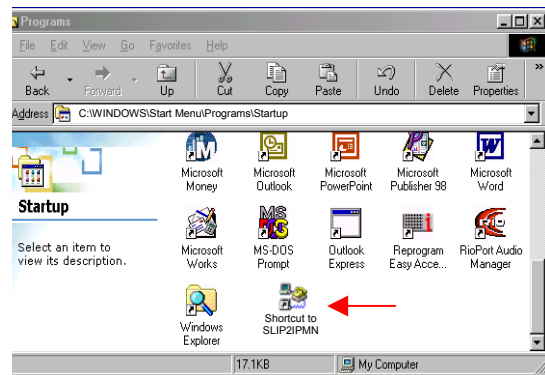 Programs
File Edit View Go Favorites Help
Back Forward Up Cut Copy Paste Undo Delete Properties »
Address C:\WINDOWS\Start Menu\Programs\Startup
Startup
Select an item to
view its description.
Microsoft Money
Microsoft Outlook
Microsoft PowerPoint
Microsoft Publisher 98
Microsoft Word
Microsoft Works
MS-DOS Prompt
Outlook Express
Reprogram Easy Acce...
RioPort Audio Manager
Windows Explorer
Shortcut to SLIP2IPMN
17.1KB My Computer